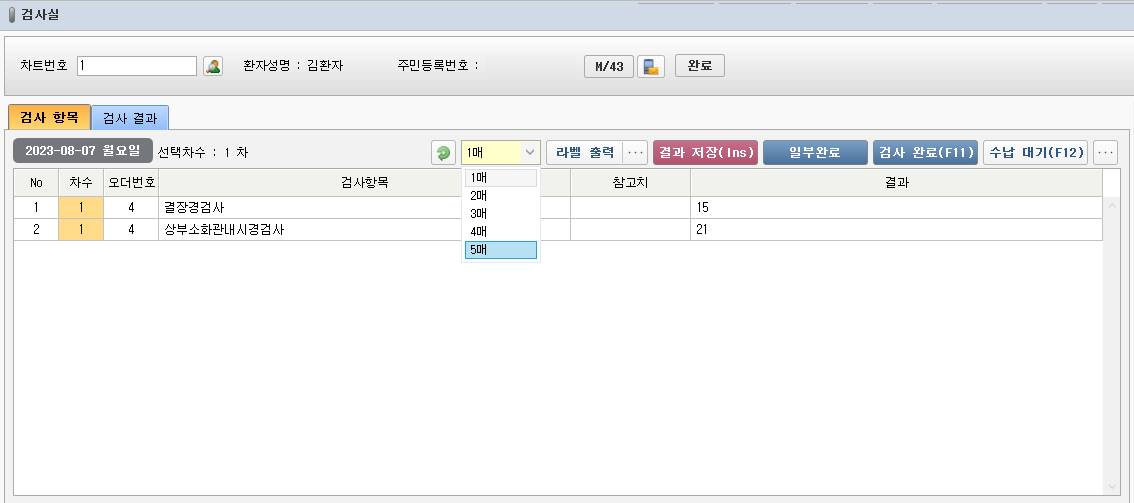 검사실
차트번호 1 환자성명 : 김환자 주민등록번호 : M/43 완료
검사 항목 검사 결과
2023-08-07 월요일 선택차수 : 1 차 1매 라벨 출력 ... 결과 저장(Ins) 일부완료 검사 완료(F11) 수납 대기(F12) ...
No 차수 오더번호 검사항목 참고치 결과
1 1 4 결장경검사 15
2 1 4 상부소화관내시경검사 21
1매
2매
3매
4매
5매